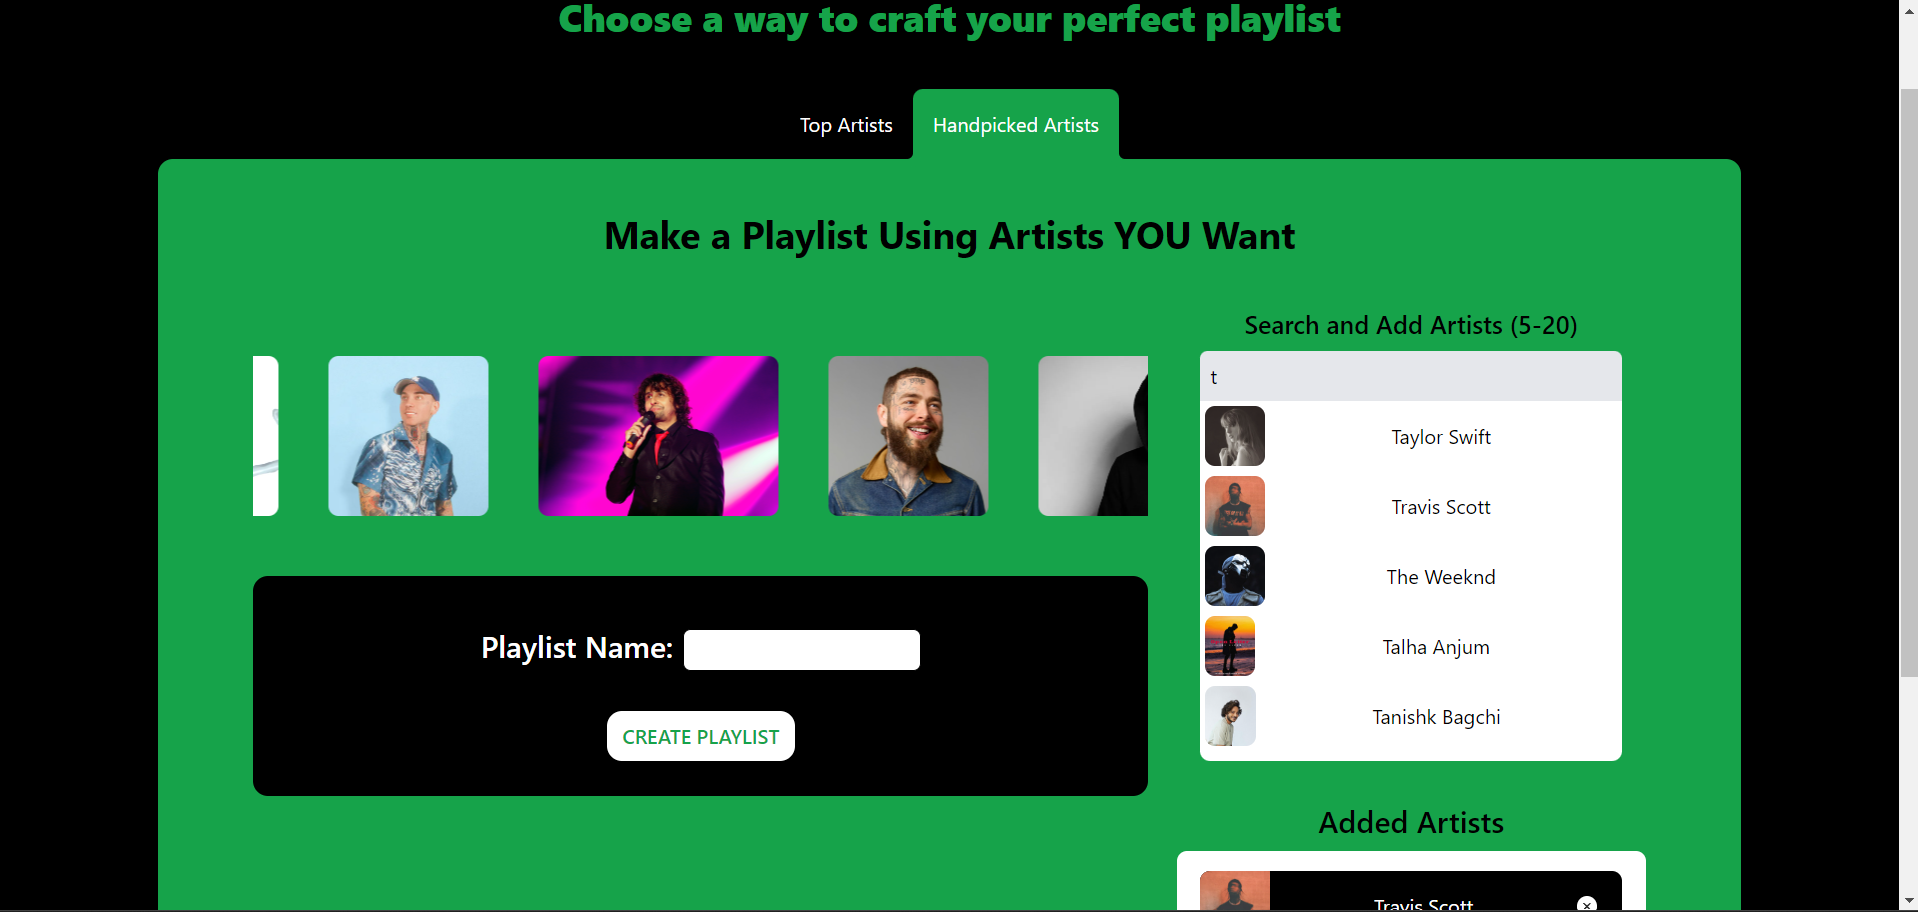 Choose a way to craft your perfect playlist
Top Artists
Handpicked Artists
Make a Playlist Using Artists YOU Want
Search and Add Artists (5-20)
t
Taylor Swift
Travis Scott
The Weeknd
Talha Anjum
Tanishk Bagchi
Playlist Name:
CREATE PLAYLIST
Added Artists
Travis Scott